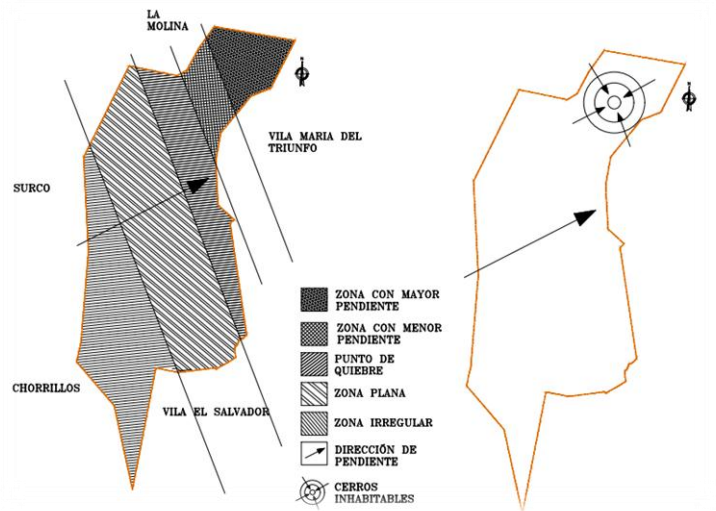 LA
MOLINA
VILA MARIA DEL
TRIUNFO
SURCO
CHORRILLOS
VILA EL SALVADOR
ZONA CON MAYOR
PENDIENTE
ZONA CON MENOR
PENDIENTE
PUNTO DE
QUIEBRE
ZONA PLANA
ZONA IRREGULAR
DIRECCIÓN DE
PENDIENTE
CERROS
INHABITABLES